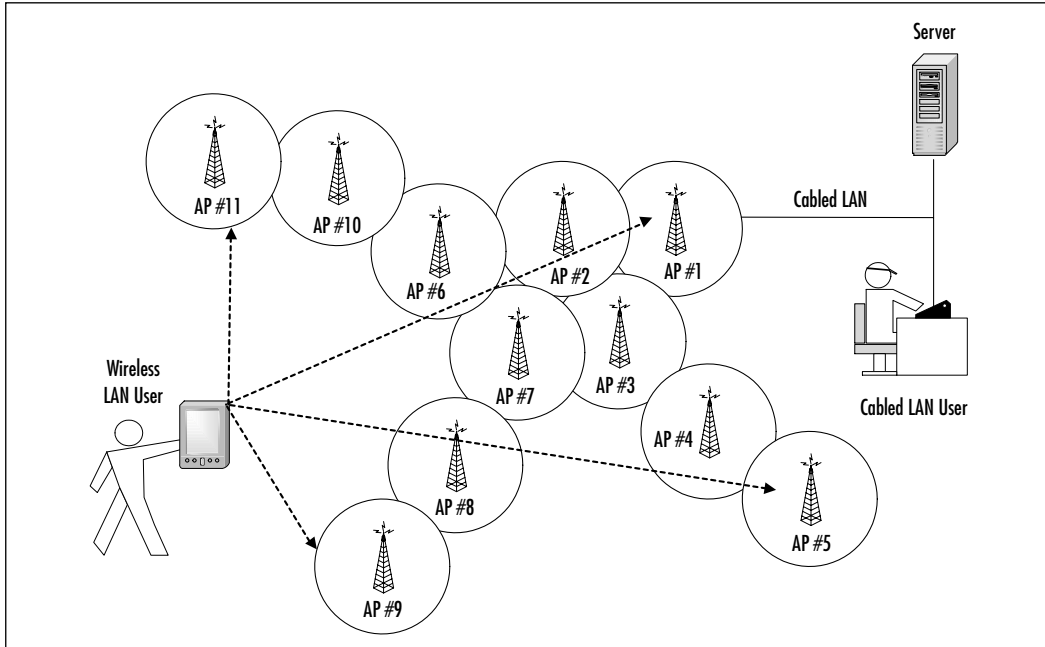 Server
AP #11
AP #10
Cabled LAN
AP #2
AP #1
AP #6
Wireless
LAN User
AP #7
AP #3
Cabled LAN User
AP #4
AP #8
AP #5
AP #9